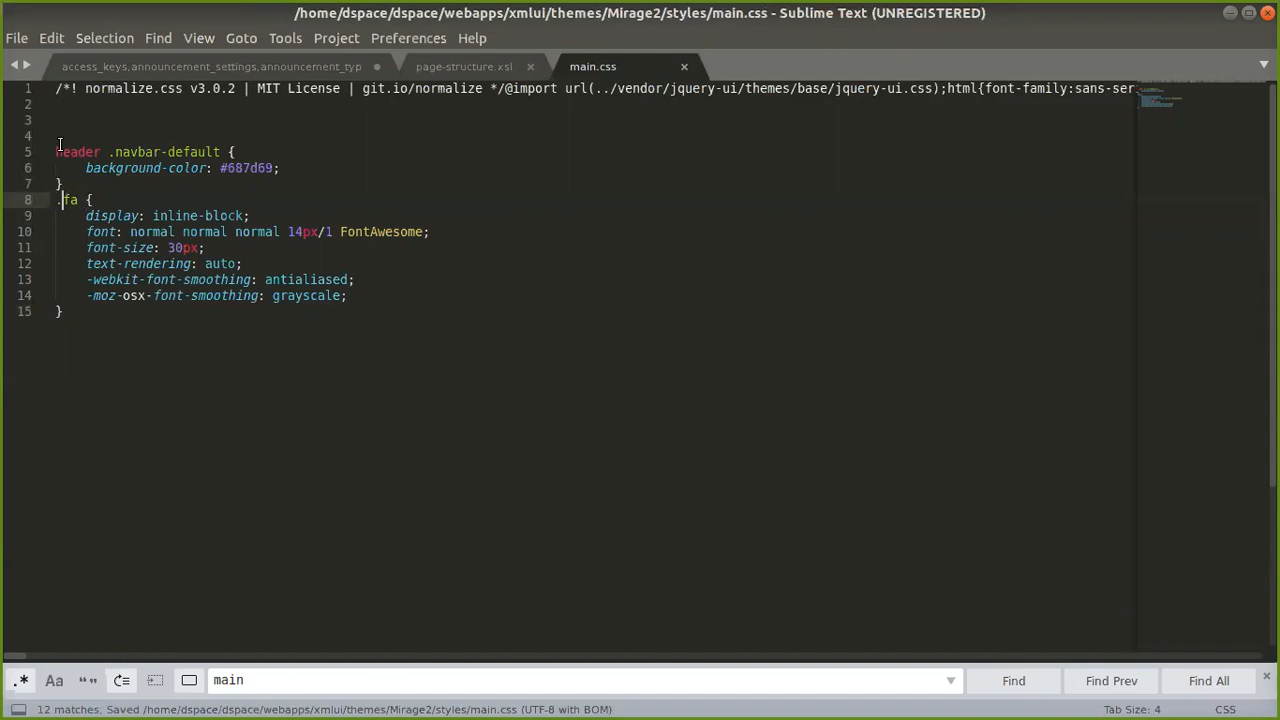 /home/dspace/dspace/webapps/xmlui/themes/Mirage2/styles/main.css - Sublime Text (UNREGISTERED)
File Edit Selection Find View Goto Tools Project Preferences Help
access_keys,announcement_settings,announcement_typ page-structure.xsl main.css
1 /*! normalize.css v3.0.2 | MIT License | git.io/normalize */@import url(../vendor/jquery-ui/themes/base/jquery-ui.css);html{font-family:sans-ser
2
3
4
5 header .navbar-default {
6 background-color: #687d69;
7 }
8 .fa {
9 display: inline-block;
10 font: normal normal normal 14px/1 FontAwesome;
11 font-size: 30px;
12 text-rendering: auto;
13 -webkit-font-smoothing: antialiased;
14 -moz-osx-font-smoothing: grayscale;
15 }
.* Aa “” main Find Find Prev Find All
12 matches, Saved /home/dspace/dspace/webapps/xmlui/themes/Mirage2/styles/main.css (UTF-8 with BOM) Tab Size: 4 CSS